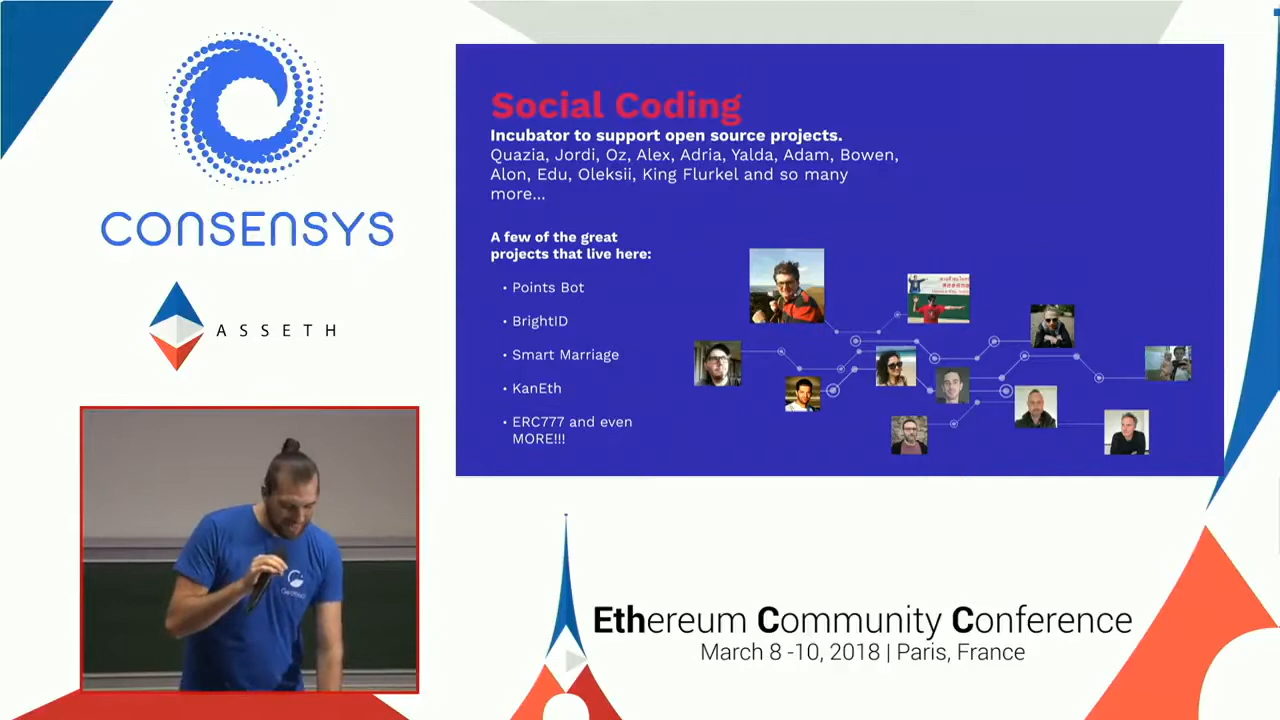 CONSENSYS
ASSETH
Social Coding
Incubator to support open source projects.
Quazia, Jordi, Oz, Alex, Adria, Yalda, Adam, Bowen,
Alon, Edu, Oleksii, King Flurkel and so many
more...
A few of the great
projects that live here:
• Points Bot
• BrightID
• Smart Marriage
• KanEth
• ERC777 and even
MORE!!!
Ethereum Community Conference
March 8 -10, 2018 | Paris, France